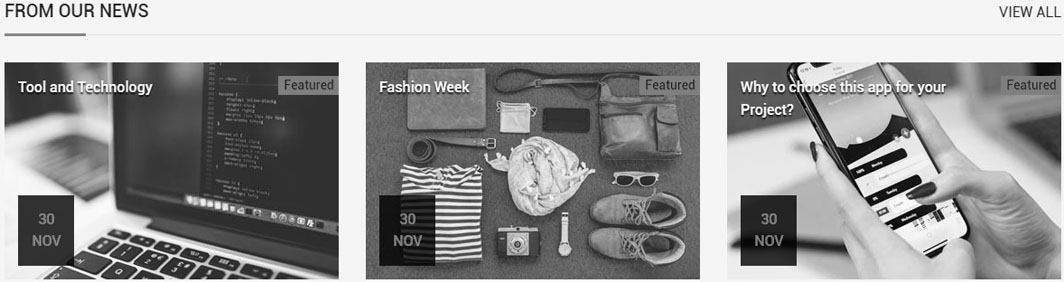 FROM OUR NEWS
VIEW ALL
Tool and Technology
Featured
30
NOV
Fashion Week
Featured
30
NOV
Why to choose this app for your
Project?
Featured
30
NOV